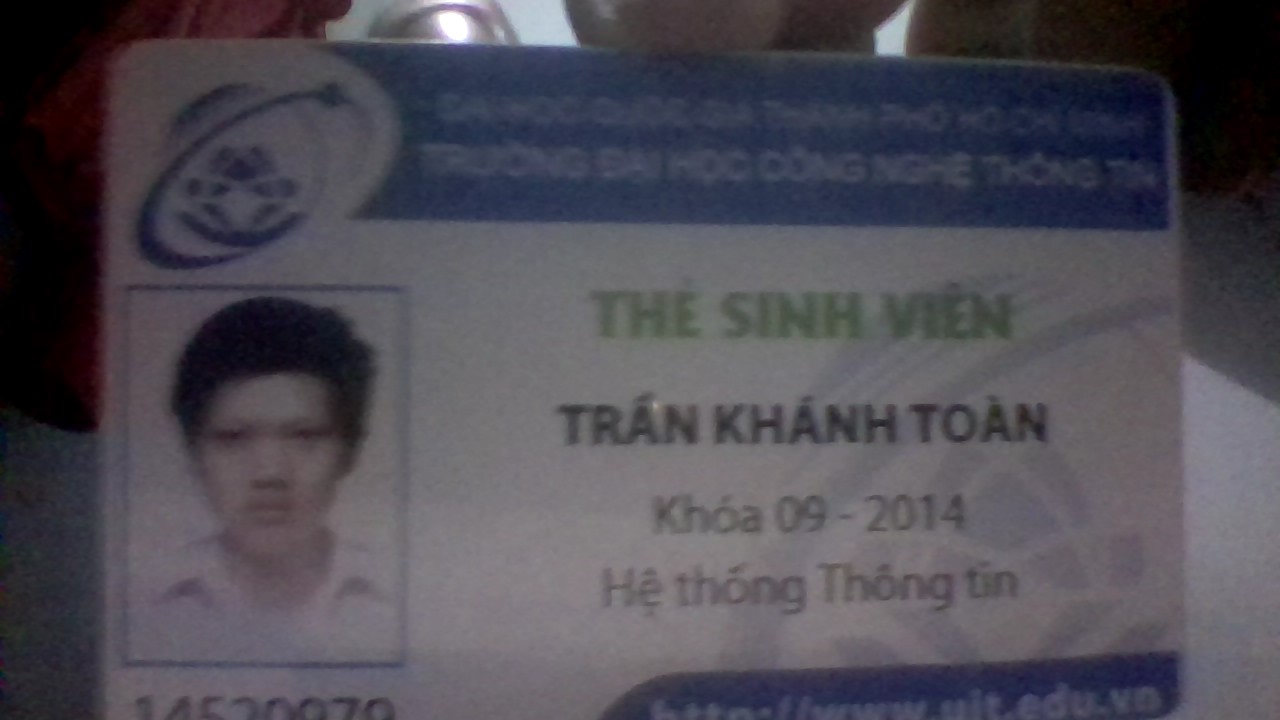 ĐẠI HỌC QUỐC GIA THÀNH PHỐ HỒ CHÍ MINH
TRƯỜNG ĐẠI HỌC CÔNG NGHỆ THÔNG TIN
THẺ SINH VIÊN
TRẦN KHÁNH TOÀN
Khóa 09 - 2014
Hệ thống Thông tin
14520979
http://www.uit.edu.vn